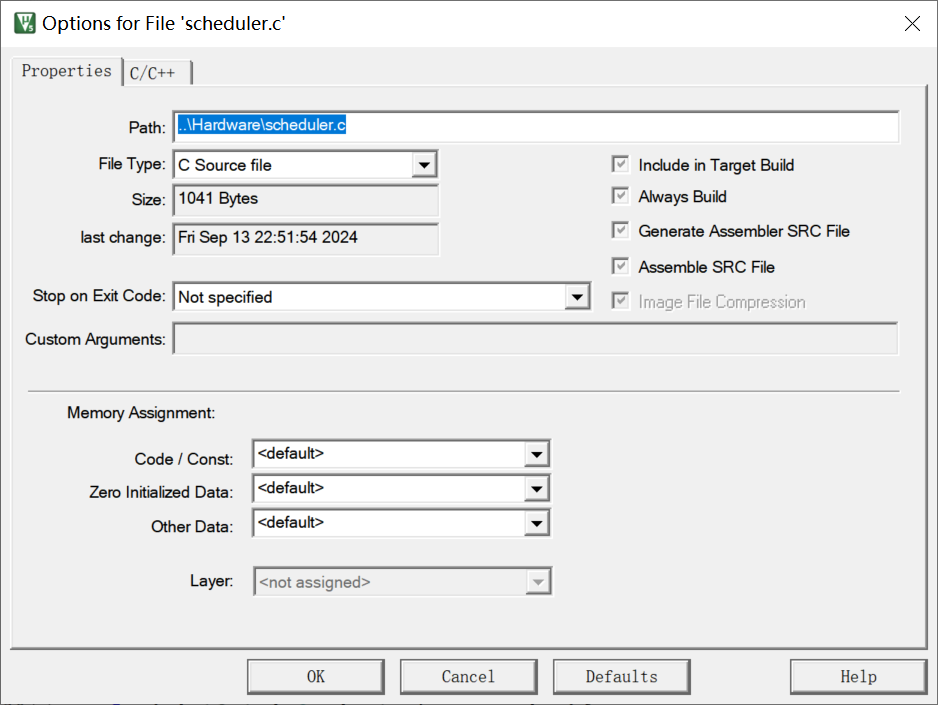 Options for File 'scheduler.c'
Properties
C/C++
Path: ..\Hardware\scheduler.c
File Type: C Source file
Include in Target Build
Size: 1041 Bytes
Always Build
last change: Fri Sep 13 22:51:54 2024
Generate Assembler SRC File
Assemble SRC File
Stop on Exit Code: Not specified
Image File Compression
Custom Arguments:
Memory Assignment:
Code / Const: <default>
Zero Initialized Data: <default>
Other Data: <default>
Layer: <not assigned>
OK
Cancel
Defaults
Help